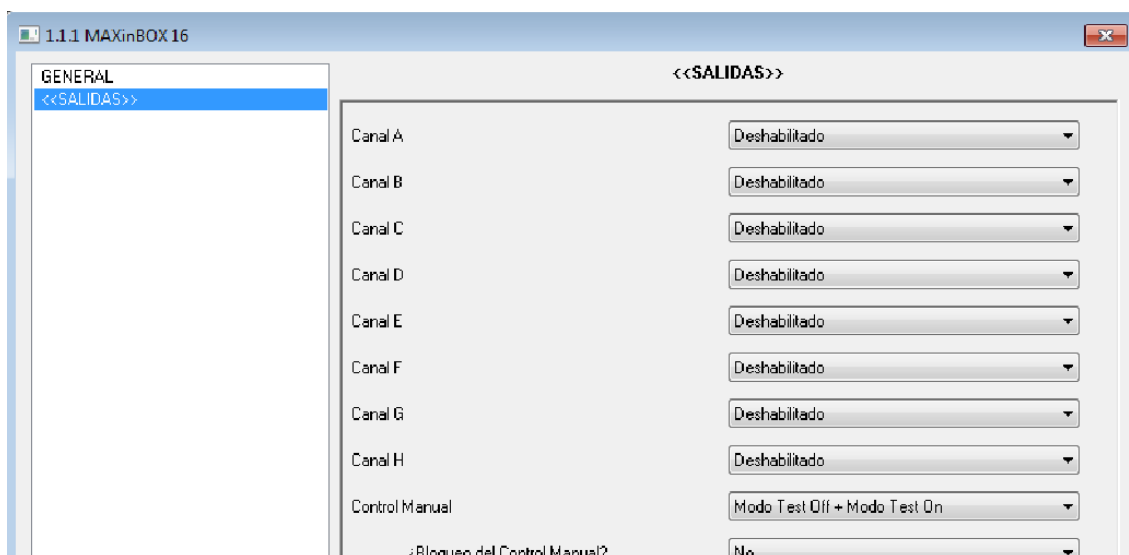 1.1.1 MAXinBOX 16
GENERAL
<<SALIDAS>>
<<SALIDAS>>
Canal A Deshabilitado
Canal B Deshabilitado
Canal C Deshabilitado
Canal D Deshabilitado
Canal E Deshabilitado
Canal F Deshabilitado
Canal G Deshabilitado
Canal H Deshabilitado
Control Manual Modo Test Off + Modo Test On
¿Bloqueo del Control Manual? No